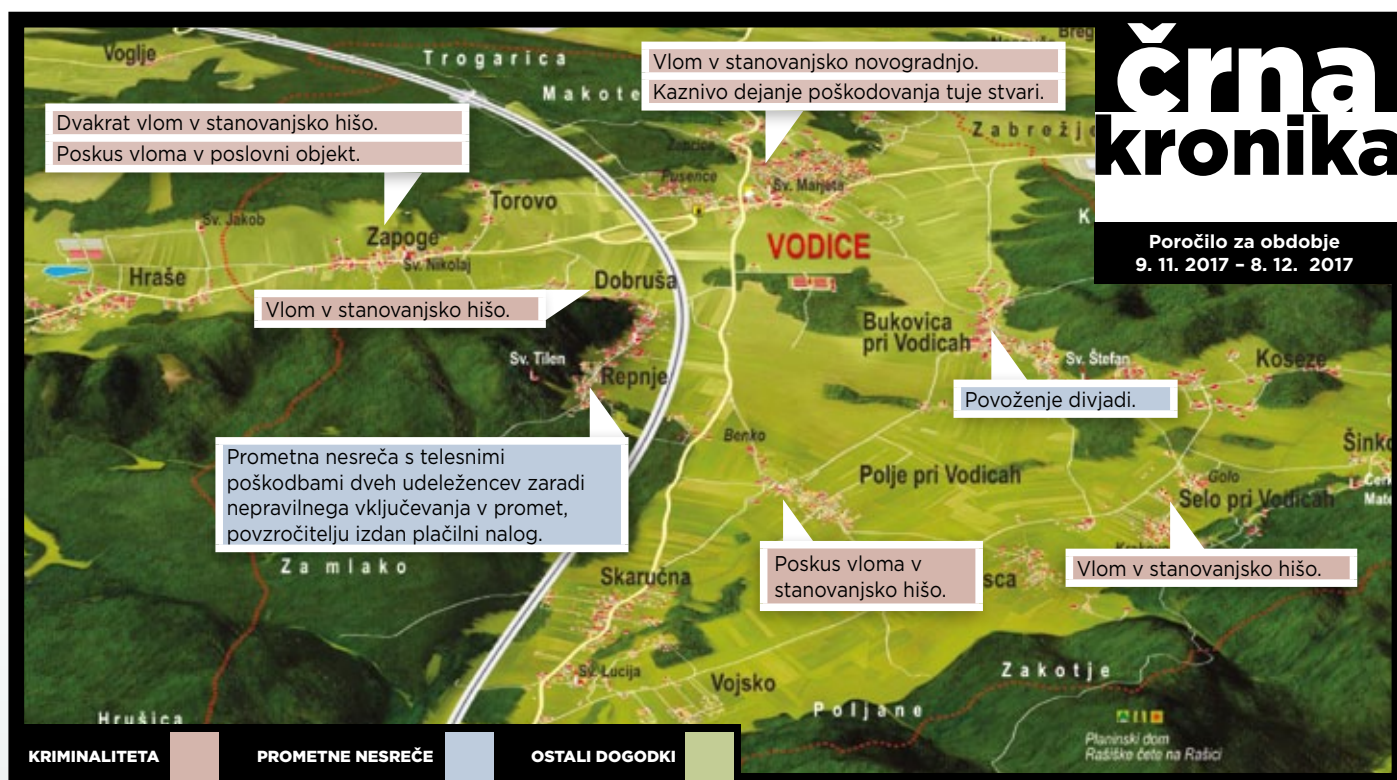 črna
kronika
Poročilo za obdobje
9. 11. 2017 – 8. 12. 2017
Voglje
Trogarica
Vlom v stanovanjsko novogradnjo.
Kaznivo dejanje poškodovanja tuje stvari.
Dvakrat vlom v stanovanjsko hišo.
Poskus vloma v poslovni objekt.
Pusence
Sv. Marjeta
Torovo
Sv. Jakob
Zapoge
Sv. Nikolaj
VODICE
Hraše
Dobruša
Vlom v stanovanjsko hišo.
Bukovica
pri Vodicah
Sv. Tilen
Sv. Štefan
Koseze
Repnje
Povoženje divjadi.
Benko
Prometna nesreča s telesnimi
poškodbami dveh udeležencev zaradi
nepravilnega vključevanja v promet,
povzročitelju izdan plačilni nalog.
Polje pri Vodicah
Golo
Selo pri Vodicah
Zamlako
Skaručna
Poskus vloma v
stanovanjsko hišo.
Vlom v stanovanjsko hišo.
Sv. Lucija
Vojsko
Zakotje
Poljane
Hrušica
Planinski dom
Rašiške čete na Rašici
KRIMINALITETA
PROMETNE NESREČE
OSTALI DOGODKI